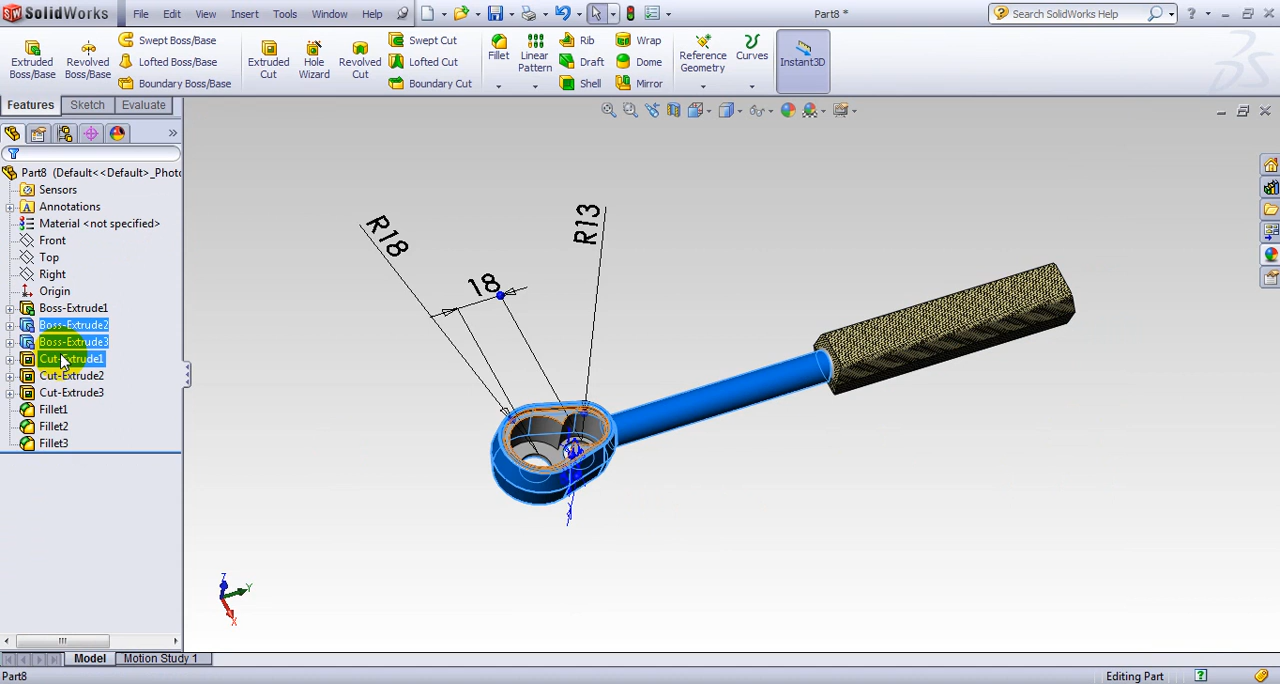 SolidWorks File Edit View Insert Tools Window Help Part8 * Search SolidWorks Help
Extruded Boss/Base
Revolved Boss/Base
Swept Boss/Base
Lofted Boss/Base
Boundary Boss/Base
Extruded Cut
Hole Wizard
Revolved Cut
Swept Cut
Lofted Cut
Boundary Cut
Fillet
Linear Pattern
Rib
Draft
Shell
Wrap
Dome
Mirror
Reference Geometry
Curves
Instant3D
Features Sketch Evaluate
Part8 (Default<<Default>_Photo
Sensors
Annotations
Material <not specified>
Front
Top
Right
Origin
Boss-Extrude1
Boss-Extrude2
Boss-Extrude3
Cut-Extrude1
Cut-Extrude2
Cut-Extrude3
Fillet1
Fillet2
Fillet3
R18
18
R13
Z
Y
X
Model Motion Study 1
Part8 Editing Part